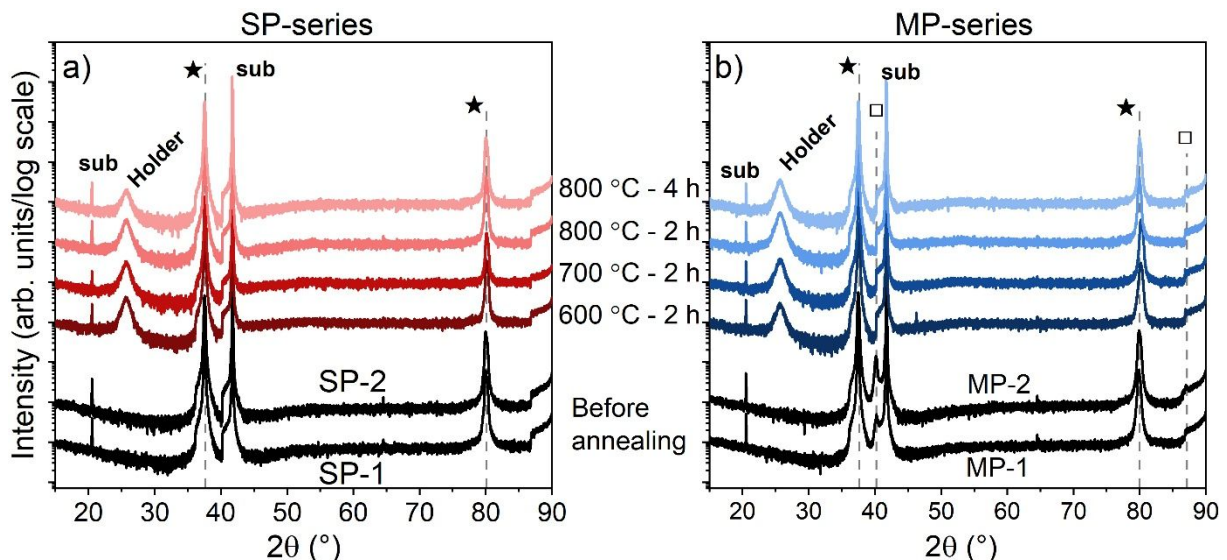 SP-series
MP-series
Intensity (arb. units/log scale)
a)
sub
Holder
sub
800 °C - 4 h
800 °C - 2 h
700 °C - 2 h
600 °C - 2 h
SP-2
SP-1
Before
annealing
20 30 40 50 60 70 80 90
2θ (°)
b)
sub
Holder
sub
MP-2
MP-1
20 30 40 50 60 70 80 90
2θ (°)